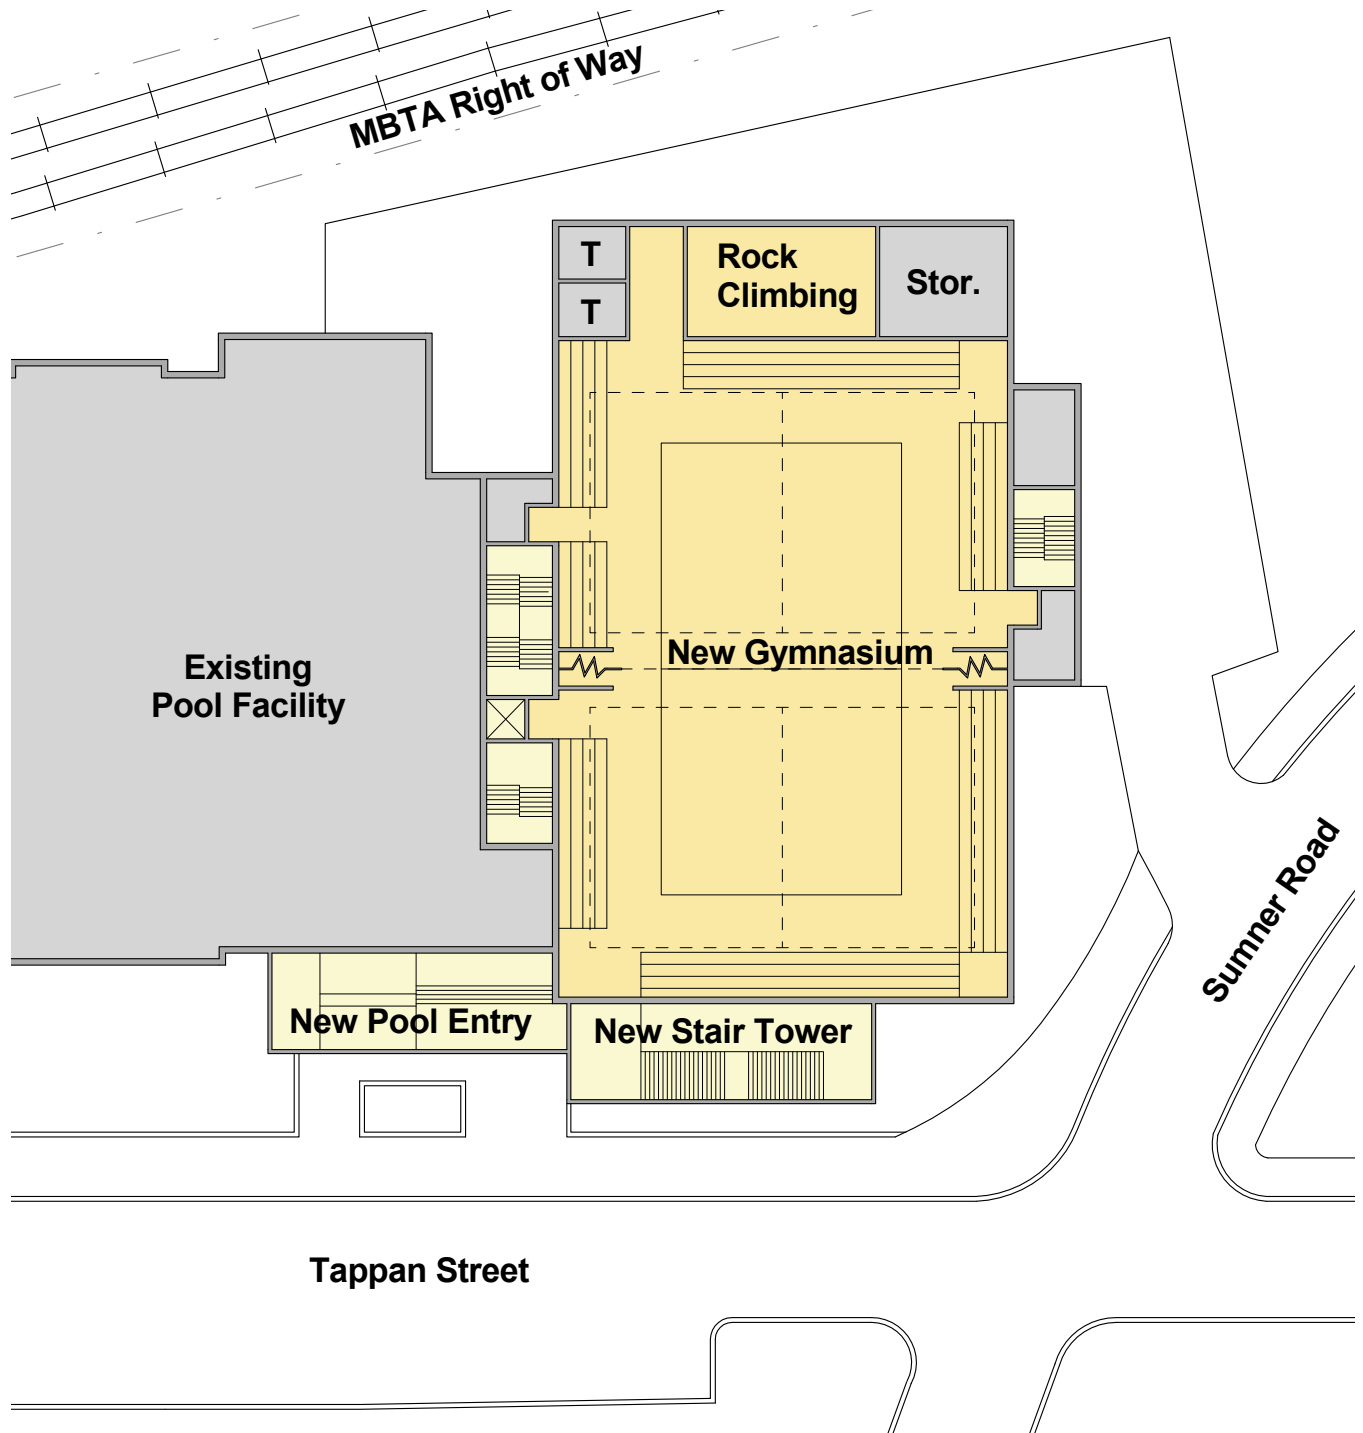 MBTA Right of Way
T
Rock
Climbing
Stor.
T
New Gymnasium
Existing
Pool Facility
Sumner Road
New Pool Entry
New Stair Tower
Tappan Street